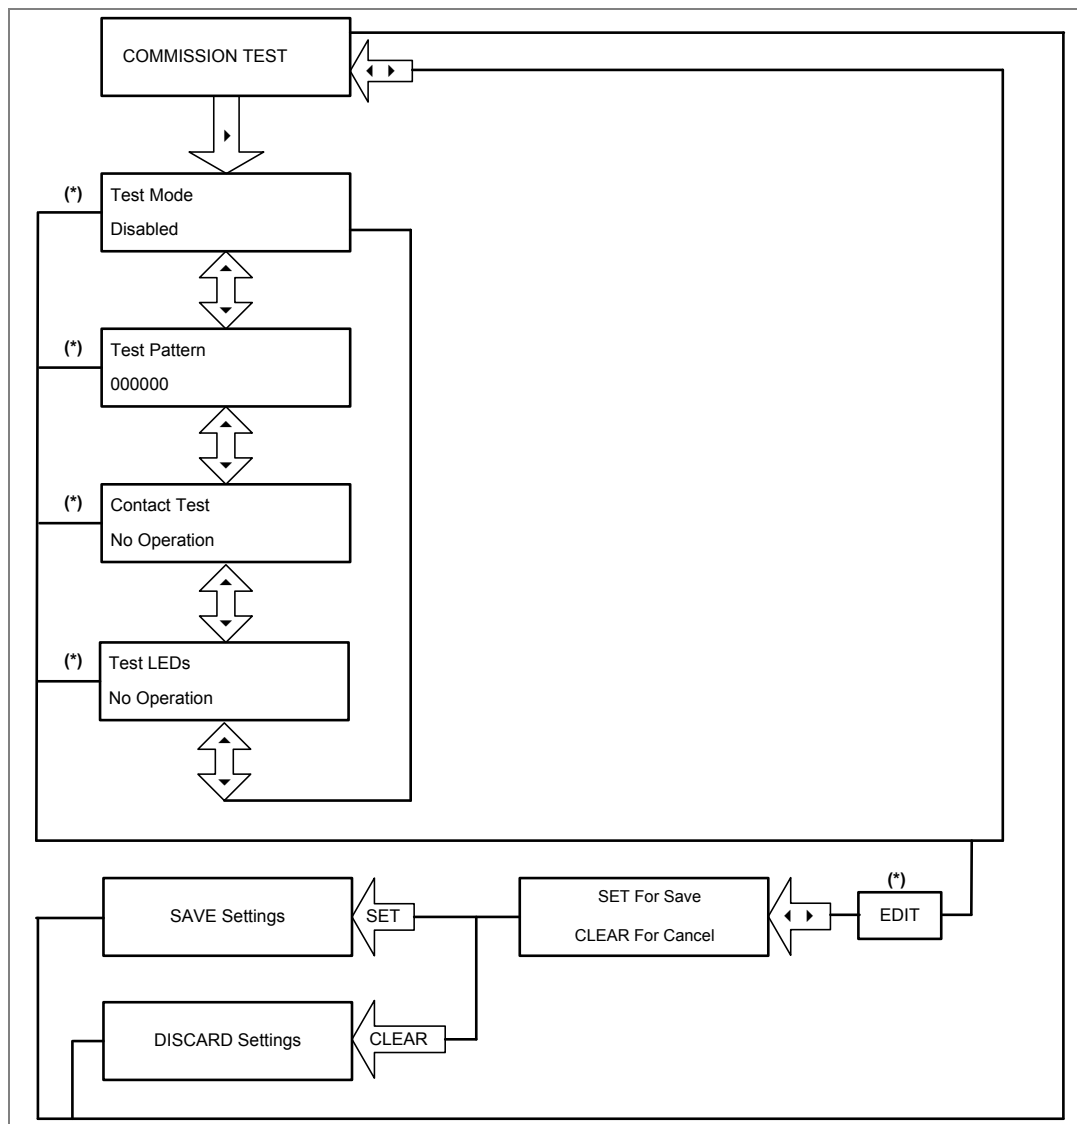 COMMISSION TEST
(*)
Test Mode
Disabled
(*)
Test Pattern
000000
(*)
Contact Test
No Operation
(*)
Test LEDs
No Operation
SAVE Settings
SET
SET For Save
CLEAR For Cancel
(*)
EDIT
DISCARD Settings
CLEAR